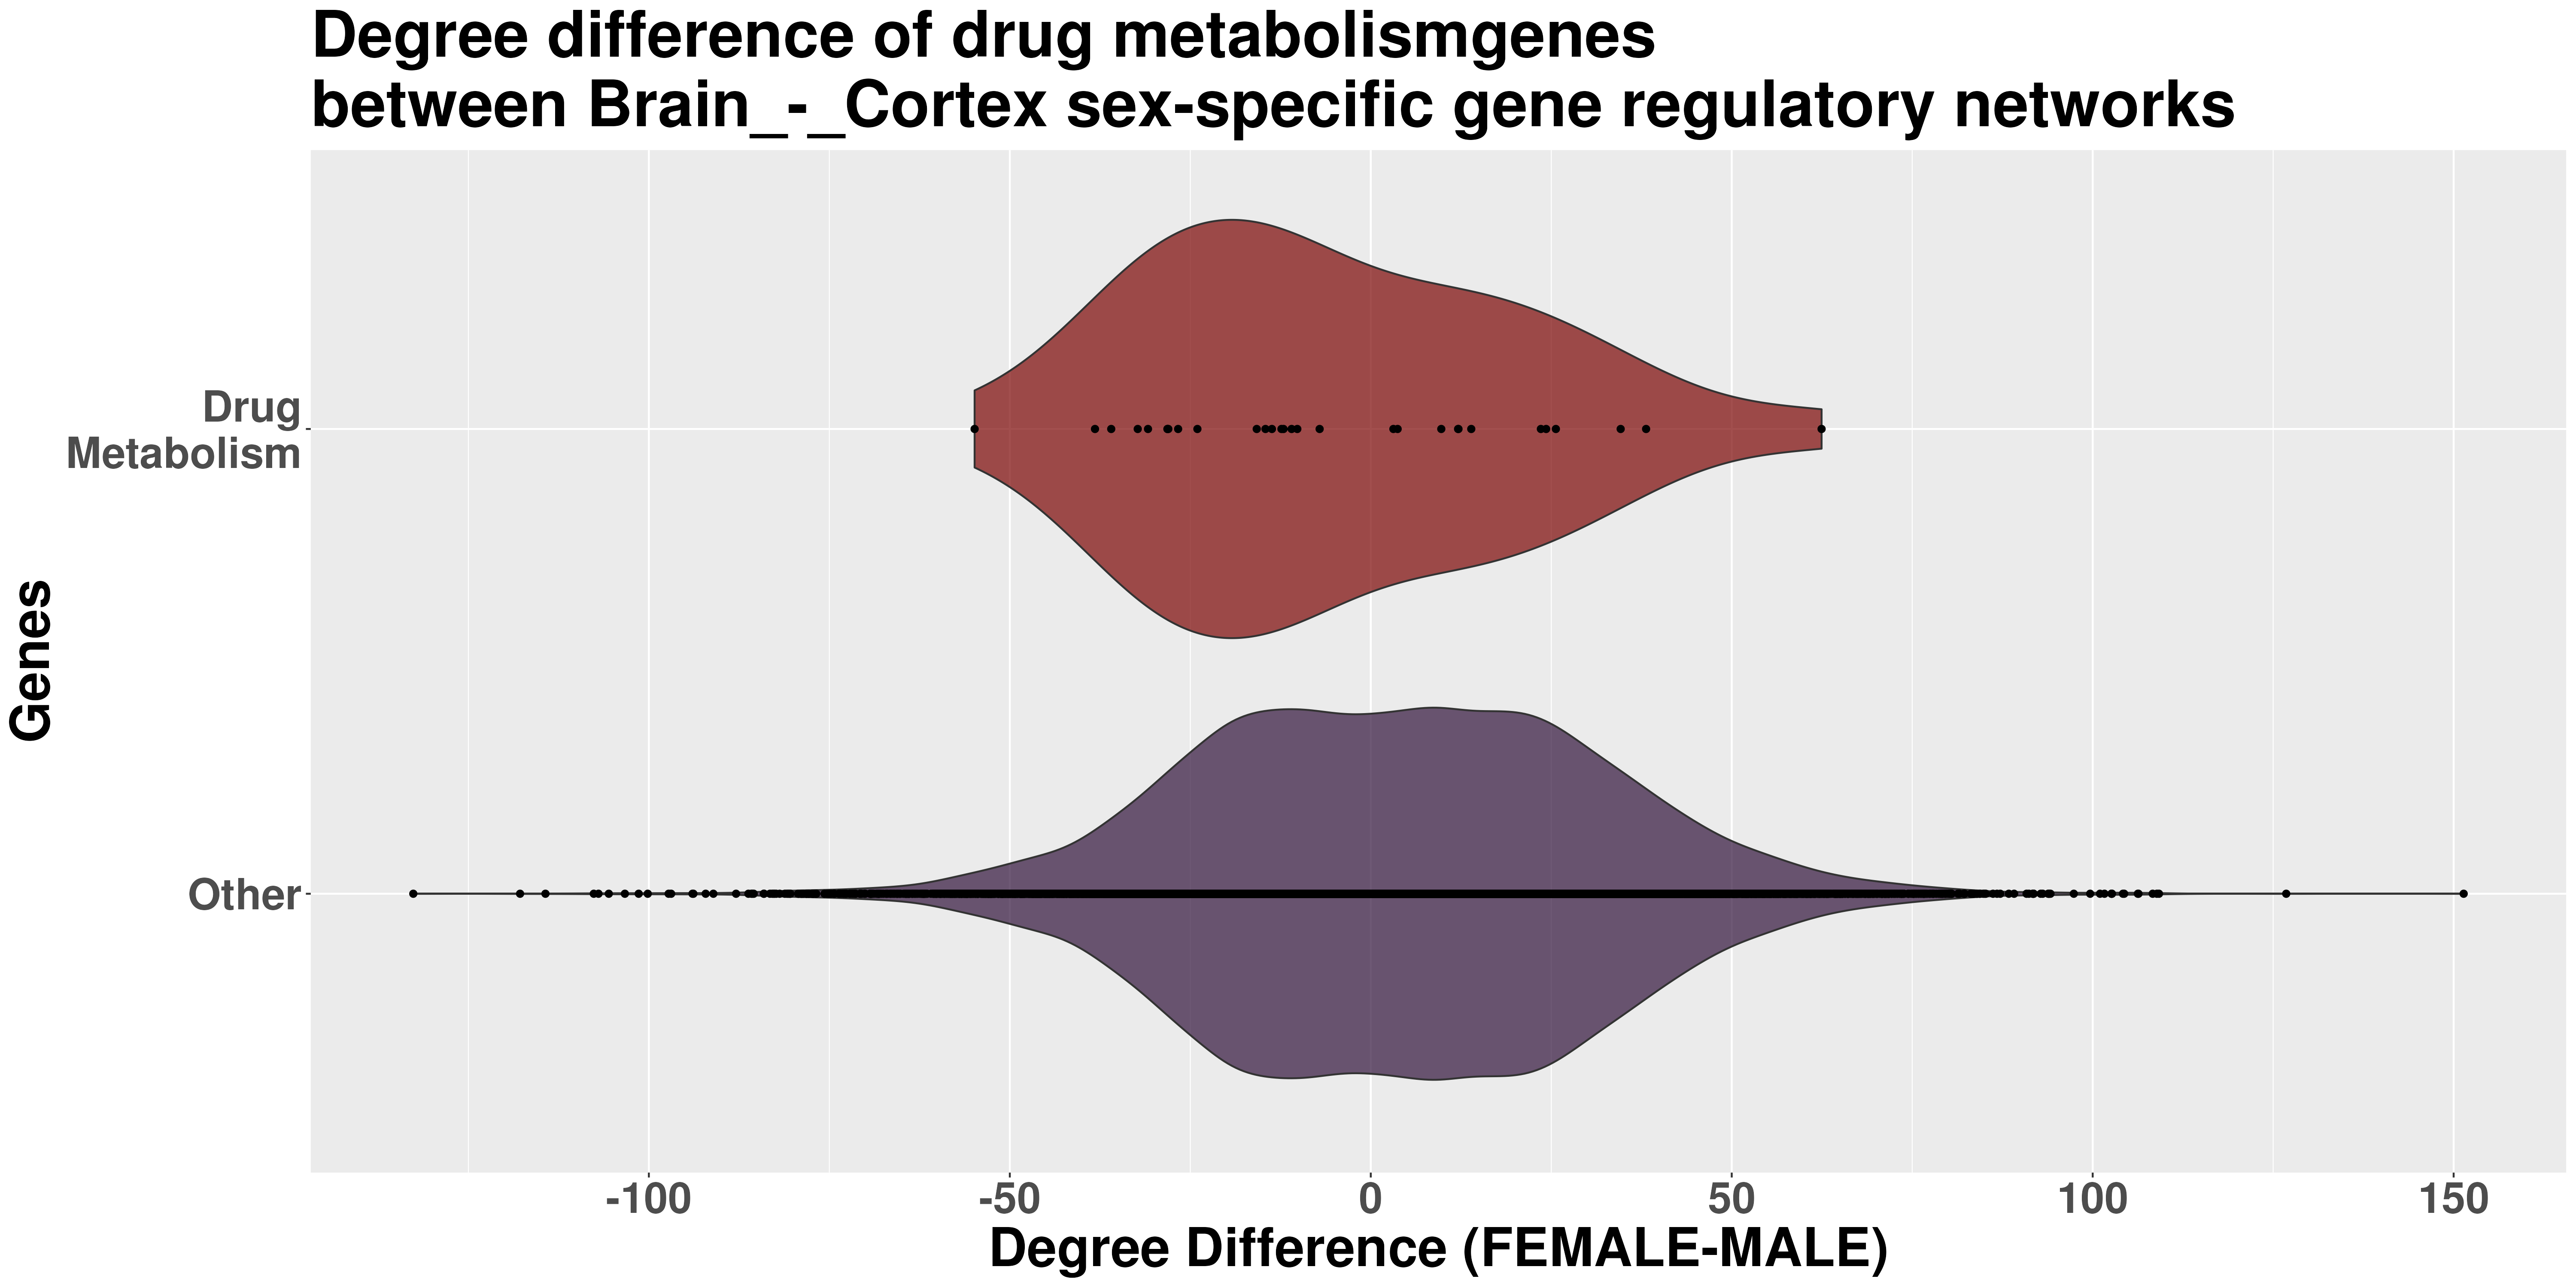 Degree difference of drug metabolismgenes
between Brain_-_Cortex sex-specific gene regulatory networks
Genes
Drug
Metabolism
Other
-100
-50
0
50
100
150
Degree Difference (FEMALE-MALE)